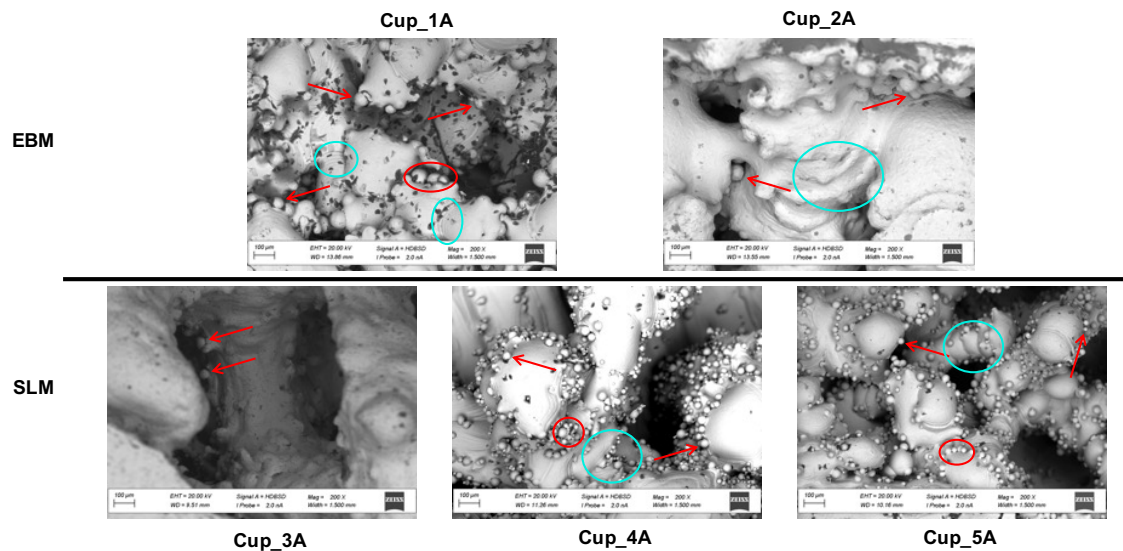 Cup_1A
Cup_2A
EBM
100 µm
EHT = 20.00 kV
Signal A = HDBSD
Mag = 200 X
WD = 13.86 mm
I Probe = 2.0 nA
Width = 1.500 mm
ZEISS
100 µm
EHT = 20.00 kV
Signal A = HDBSD
Mag = 200 X
WD = 13.55 mm
I Probe = 2.0 nA
Width = 1.500 mm
ZEISS
SLM
100 µm
EHT = 20.00 kV
Signal A = HDBSD
Mag = 200 X
WD = 8.51 mm
I Probe = 2.0 nA
Width = 1.500 mm
ZEISS
100 µm
EHT = 20.00 kV
Signal A = HDBSD
Mag = 200 X
WD = 11.26 mm
I Probe = 2.0 nA
Width = 1.500 mm
ZEISS
100 µm
EHT = 20.00 kV
Signal A = HDBSD
Mag = 200 X
WD = 10.16 mm
I Probe = 2.0 nA
Width = 1.500 mm
ZEISS
Cup_3A
Cup_4A
Cup_5A